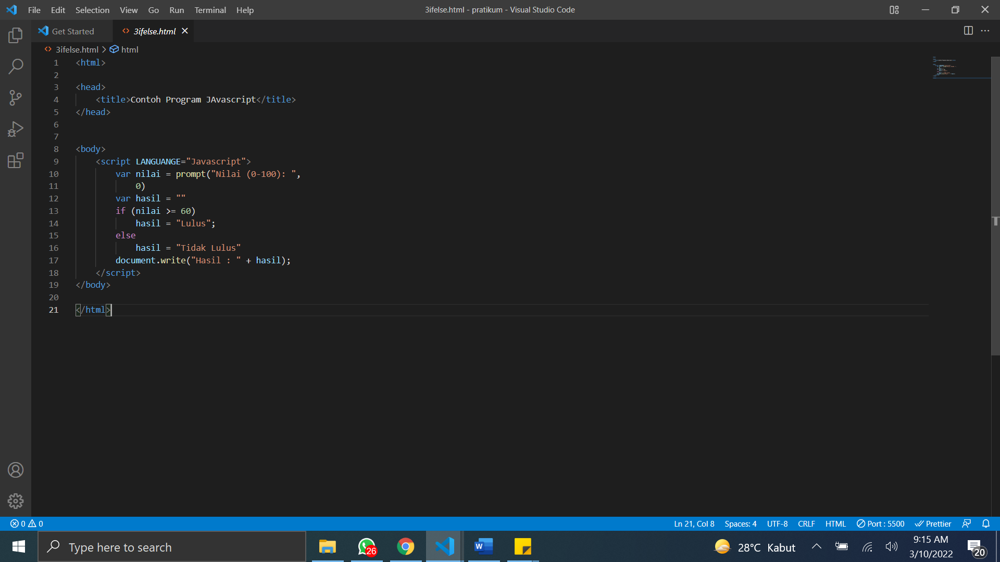 File Edit Selection View Go Run Terminal Help 3ifelse.html - pratikum - Visual Studio Code
Get Started 3ifelse.html
3ifelse.html > html
1 <html>
2
3 <head>
4 <title>Contoh Program JAvascript</title>
5 </head>
6
7
8 <body>
9 <script LANGUANGE="Javascript">
10 var nilai = prompt("Nilai (0-100): ",
11 0)
12 var hasil = ""
13 if (nilai >= 60)
14 hasil = "Lulus";
15 else
16 hasil = "Tidak Lulus"
17 document.write("Hasil : " + hasil);
18 </script>
19 </body>
20
21 </html>
0 0 Ln 21, Col 8 Spaces: 4 UTF-8 CRLF HTML Port : 5500 Prettier
Type here to search 26 28°C Kabut 9:15 AM
3/10/2022 20